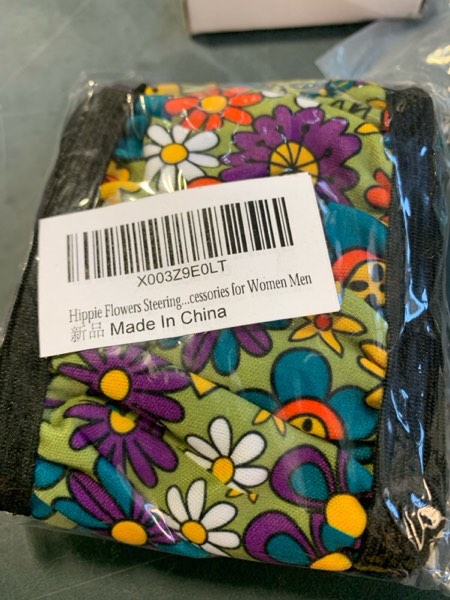 X003Z9E0LT
Hippie Flowers Steering...cessories for Women Men
新品 Made In China